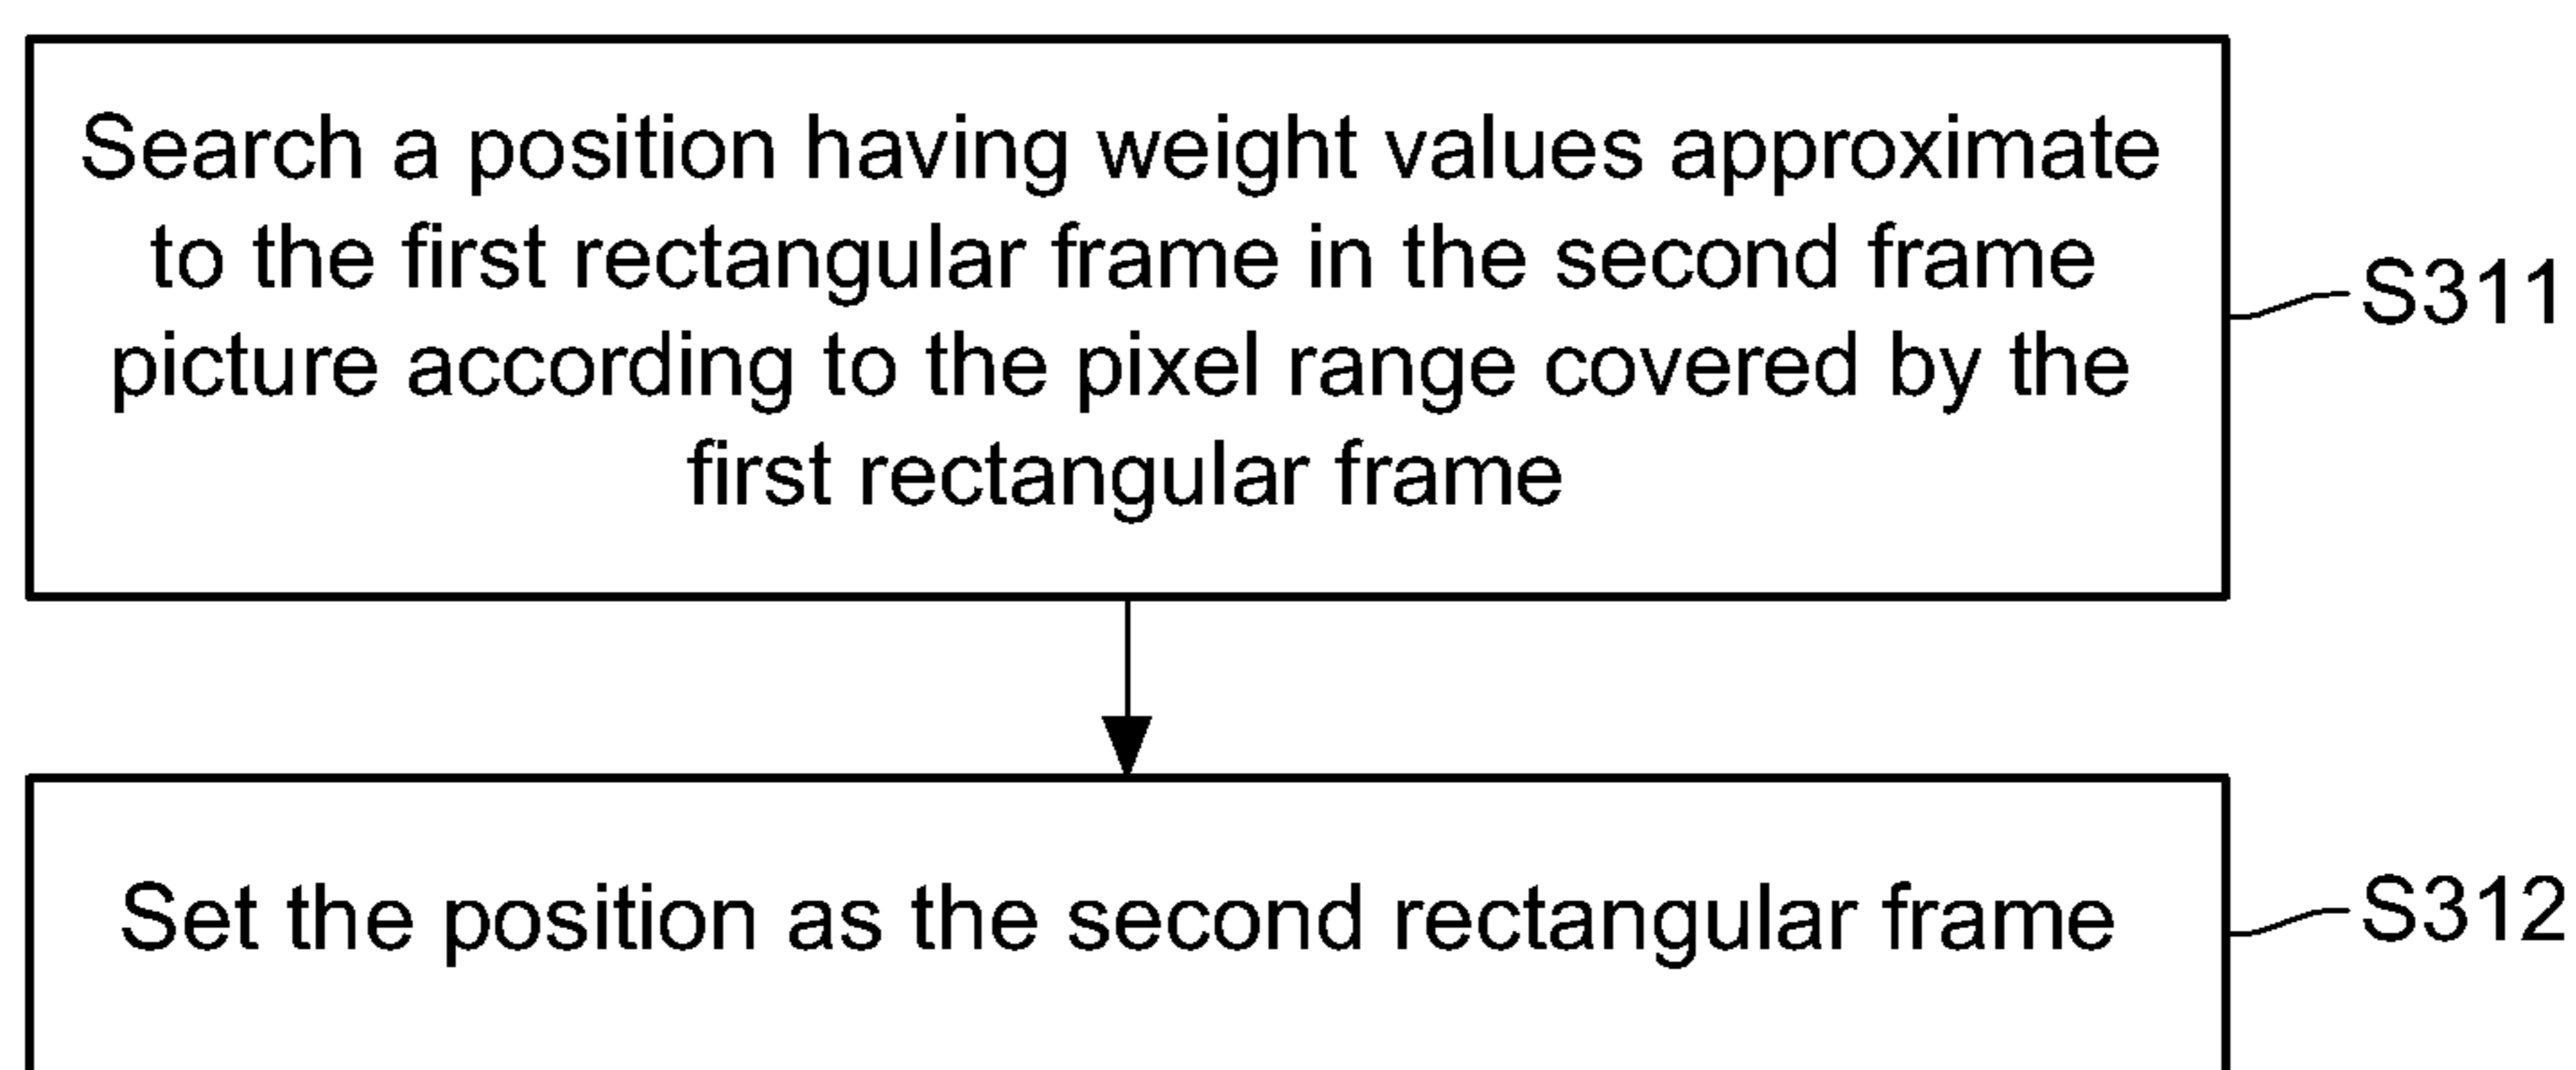 Search a position having weight values approximate
to the first rectangular frame in the second frame
picture according to the pixel range covered by the
first rectangular frame
S311
Set the position as the second rectangular frame
S312